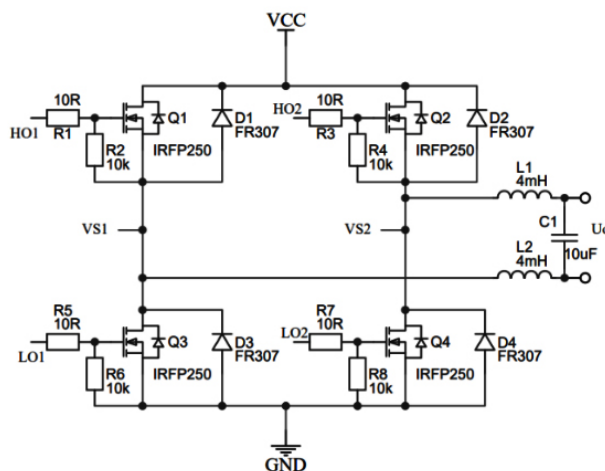 VCC
10R
HO1
R1
R2
10k
Q1
IRFP250
D1
FR307
HO2
10R
R3
R4
10k
Q2
IRFP250
D2
FR307
L1
4mH
VS1
VS2
C1
10uF
L2
4mH
R5
10R
LO1
R6
10k
Q3
IRFP250
D3
FR307
R7
10R
LO2
R8
10k
Q4
IRFP250
D4
FR307
GND